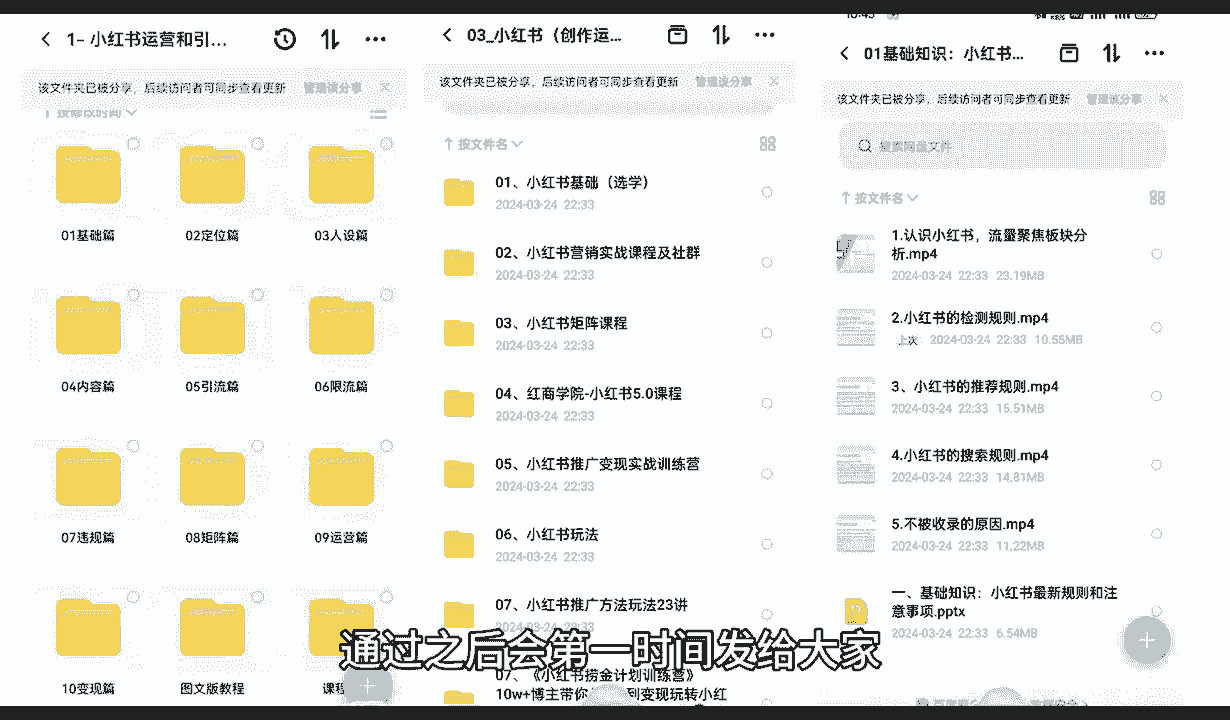 1- 小红书运营和引...
该文件夹已被分享，后续访问者可同步查看更新 管理该分享
按修改时间
01基础篇
02定位篇
03人设篇
04内容篇
05引流篇
06限流篇
07违规篇
08矩阵篇
09运营篇
10变现篇
图文版教程
课程
03_小红书（创作运...
该文件夹已被分享，后续访问者可同步查看更新 管理该分享
按文件名
01、小红书基础（选学）
2024-03-24 22:33
02、小红书营销实战课程及社群
2024-03-24 22:33
03、小红书矩阵课程
2024-03-24 22:33
04、红商学院-小红书5.0课程
2024-03-24 22:33
05、小红书推广变现实战训练营
2024-03-24 22:33
06、小红书玩法
2024-03-24 22:33
07、小红书推广方法玩法23讲
2024-03-24 22:33
07、《小红书捞金计划训练营》
10w+博主带你 到变现玩转小红
01基础知识：小红书...
该文件夹已被分享，后续访问者可同步查看更新 管理该分享
搜索网盘文件
按文件名
1.认识小红书，流量聚焦板块分
析.mp4
2024-03-24 22:33 23.19MB
2.小红书的检测规则.mp4
上次 2024-03-24 22:33 10.55MB
3、小红书的推荐规则.mp4
2024-03-24 22:33 15.51MB
4.小红书的搜索规则.mp4
2024-03-24 22:33 14.81MB
5.不被收录的原因.mp4
2024-03-24 22:33 11.22MB
一、基础知识：小红书最新规则和注
意事项.pptx
2024-03-24 22:33 6.54MB
通过之后会第一时间发给大家